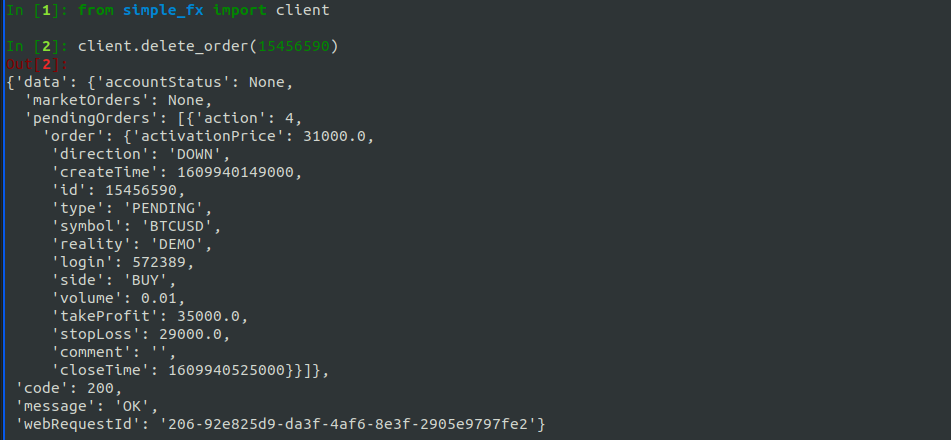 In [1]: from simple_fx import client
In [2]: client.delete_order(15456590)
Out[2]:
{'data': {'accountStatus': None,
'marketOrders': None,
'pendingOrders': [{'action': 4,
'order': {'activationPrice': 31000.0,
'direction': 'DOWN',
'createTime': 1609940149000,
'id': 15456590,
'type': 'PENDING',
'symbol': 'BTCUSD',
'reality': 'DEMO',
'login': 572389,
'side': 'BUY',
'volume': 0.01,
'takeProfit': 35000.0,
'stopLoss': 29000.0,
'comment': '',
'closeTime': 1609940525000}}]},
'code': 200,
'message': 'OK',
'webRequestId': '206-92e825d9-da3f-4af6-8e3f-2905e9797fe2'}